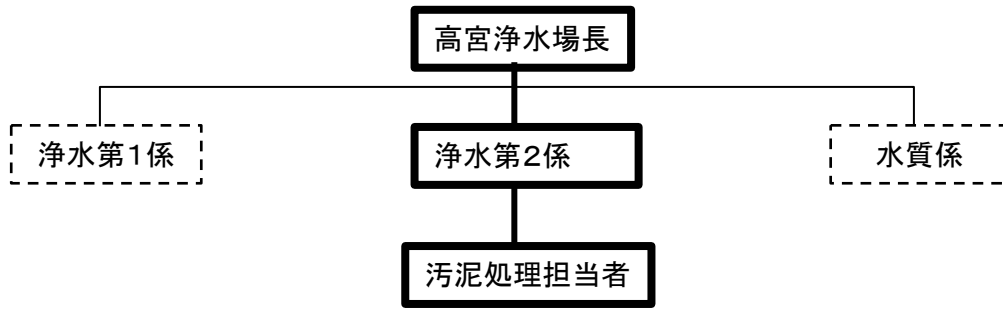 高宮浄水場長
浄水第1係
浄水第2係
水質係
汚泥処理担当者